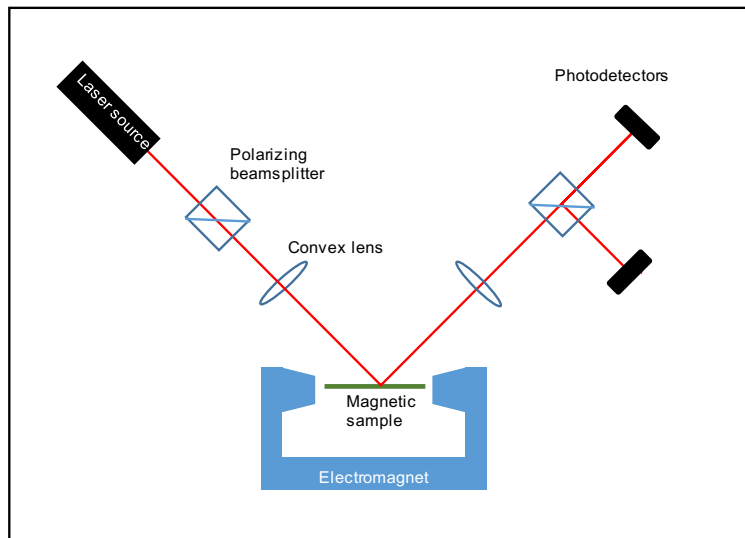 Laser source
Photodetectors
Polarizing
beamsplitter
Convex lens
Magnetic
sample
Electromagnet